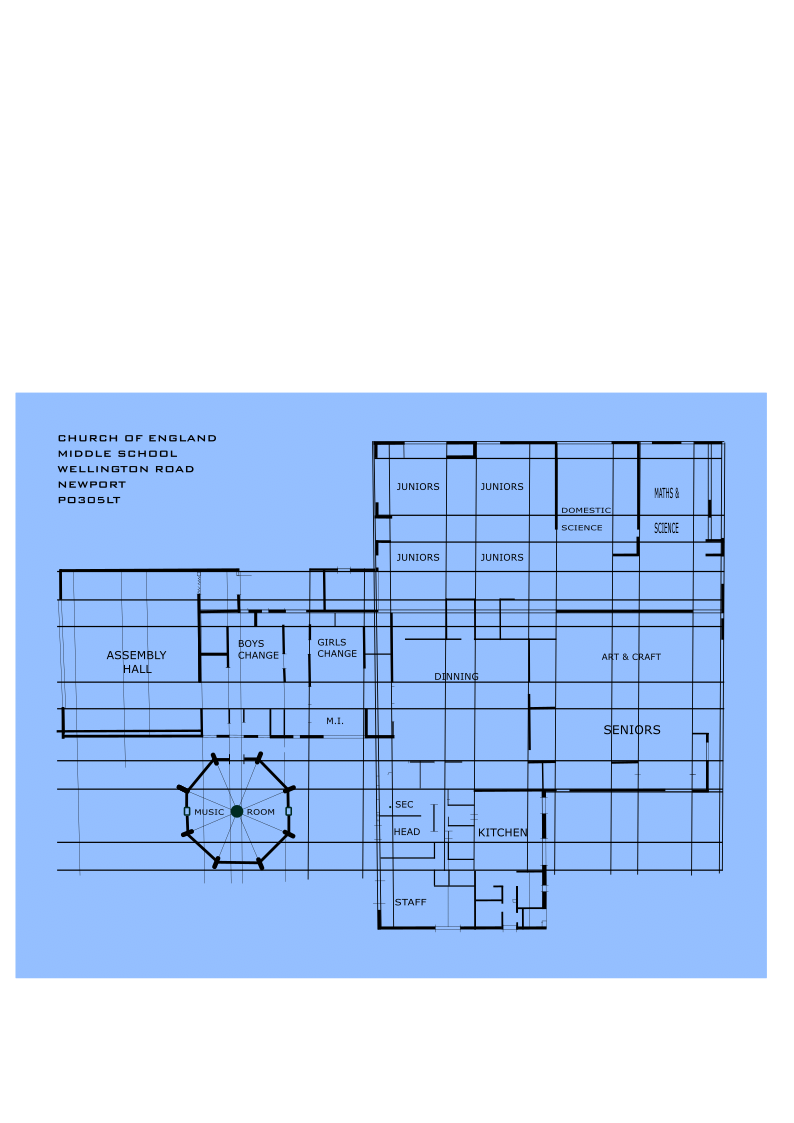 CHURCH OF ENGLAND
MIDDLE SCHOOL
WELLINGTON ROAD
NEWPORT
PO305LT
JUNIORS
JUNIORS
MATHS &
SCIENCE
DOMESTIC
SCIENCE
JUNIORS
JUNIORS
ASSEMBLY
HALL
BOYS
CHANGE
GIRLS
CHANGE
ART & CRAFT
DINNING
M.I.
SENIORS
MUSIC ROOM
. SEC
HEAD
KITCHEN
STAFF